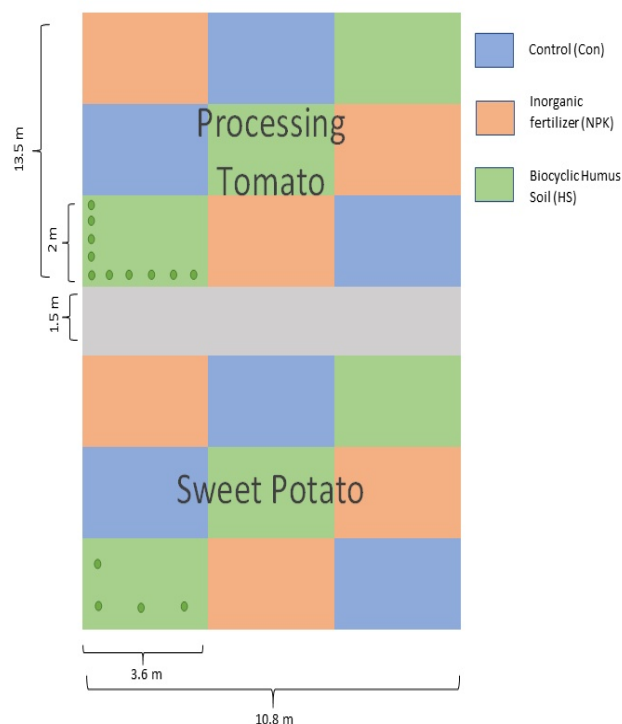 Control (Con)
Inorganic
fertilizer (NPK)
Biocyclic Humus
Soil (HS)
Processing
Tomato
13.5 m
2 m
1.5 m
Sweet Potato
3.6 m
10.8 m